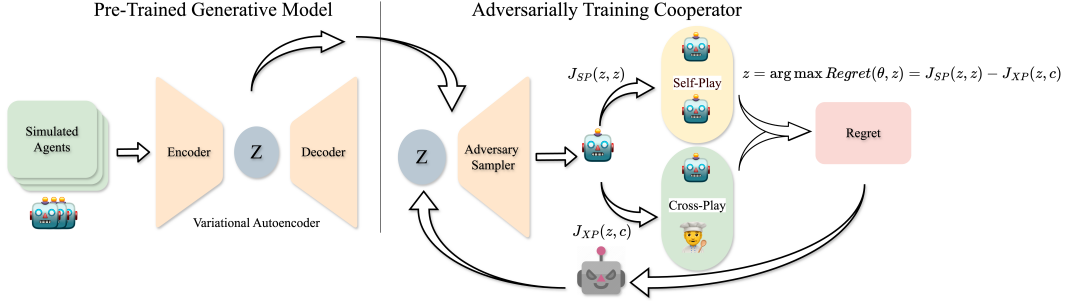 Pre-Trained Generative Model
Adversarially Training Cooperator
Simulated
Agents
Encoder
Z
Decoder
Variational Autoencoder
Z
Adversary
Sampler
J_{SP}(z, z)
Self-Play
Cross-Play
J_{XP}(z, c)
z = arg max Regret(θ, z) = J_{SP}(z, z) − J_{XP}(z, c)
Regret